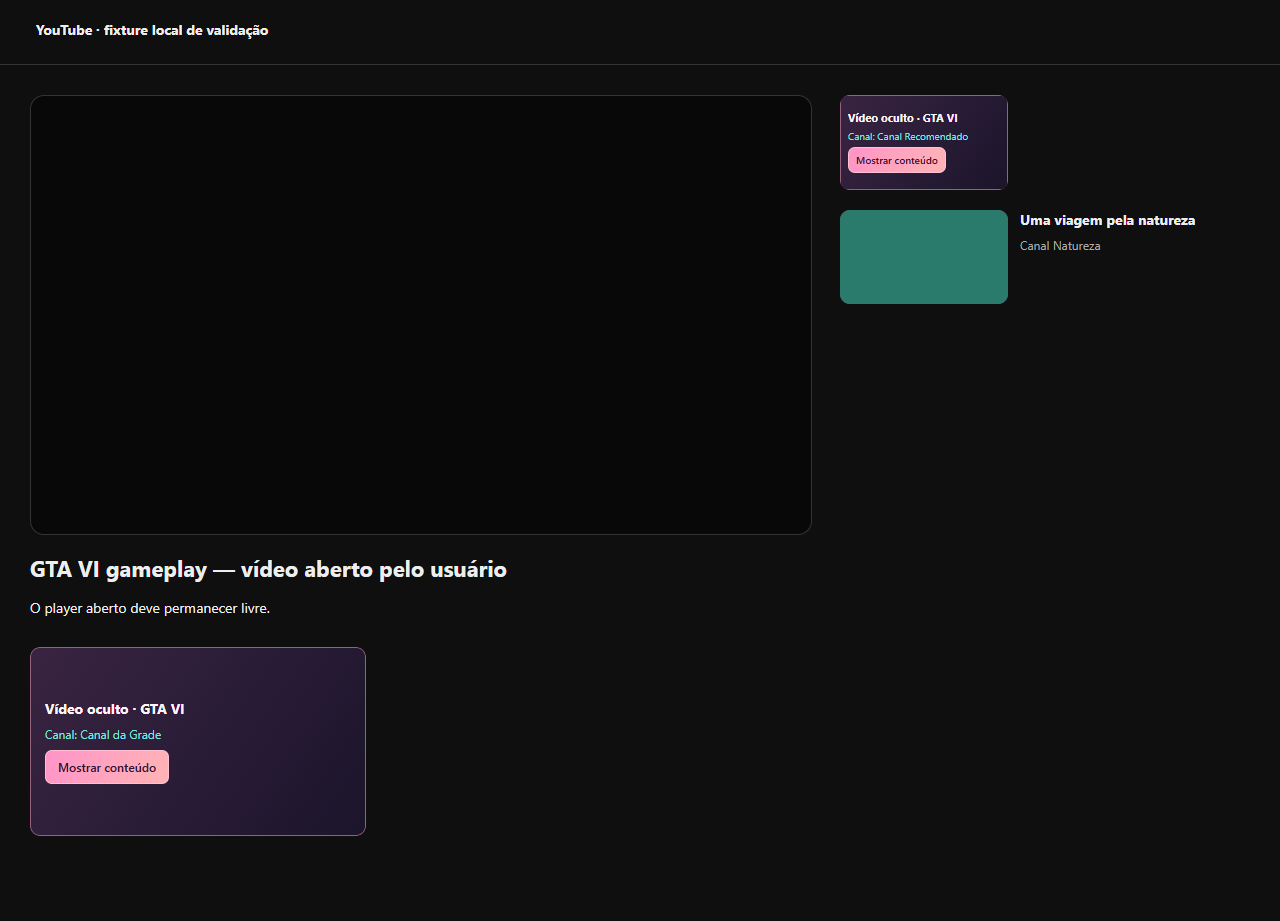 YouTube · fixture local de validação
Vídeo oculto · GTA VI
Canal: Canal Recomendado
Mostrar conteúdo
Uma viagem pela natureza
Canal Natureza
GTA VI gameplay — vídeo aberto pelo usuário
O player aberto deve permanecer livre.
Vídeo oculto · GTA VI
Canal: Canal da Grade
Mostrar conteúdo